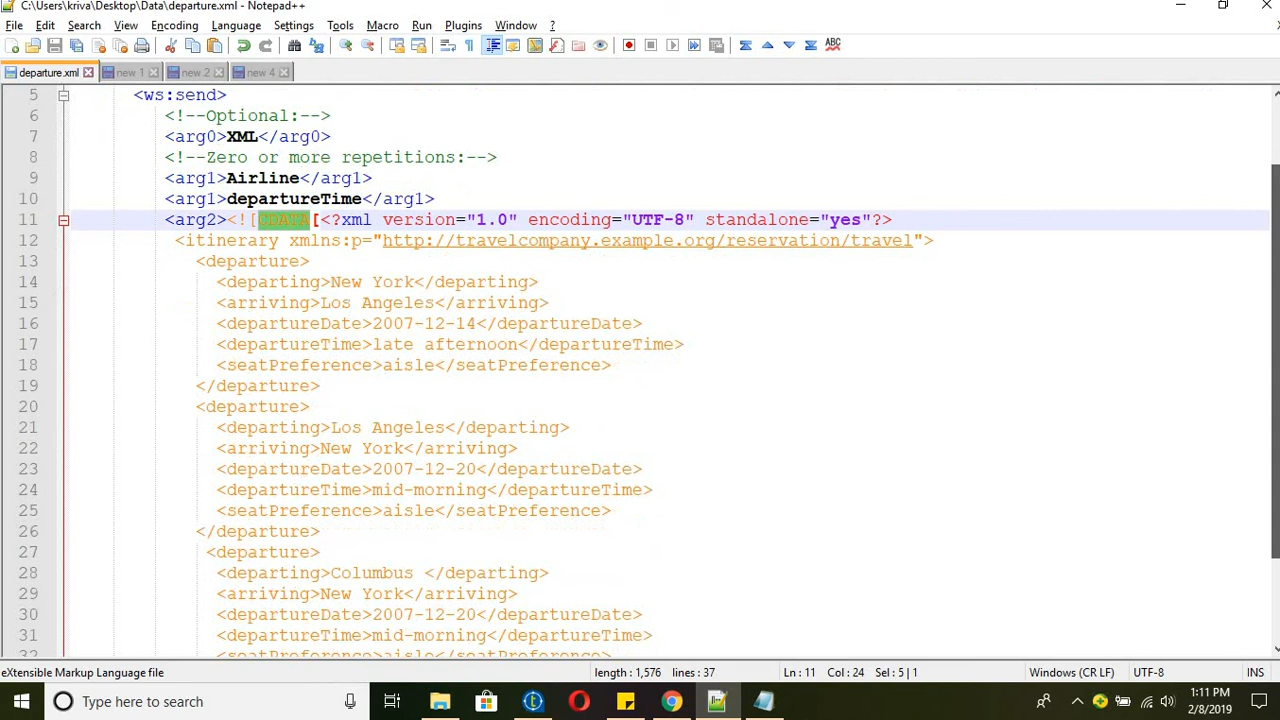 C:\Users\kriva\Desktop\Data\departure.xml - Notepad++
File Edit Search View Encoding Language Settings Tools Macro Run Plugins Window ?
ABC
departure.xml new 1 new 2 new 4
5 <ws:send>
6 <!--Optional:-->
7 <arg0>XML</arg0>
8 <!--Zero or more repetitions:-->
9 <arg1>Airline</arg1>
10 <arg1>departureTime</arg1>
11 <arg2><![CDATA[<?xml version="1.0" encoding="UTF-8" standalone="yes"?>
12 <itinerary xmlns:p="http://travelcompany.example.org/reservation/travel">
13 <departure>
14 <departing>New York</departing>
15 <arriving>Los Angeles</arriving>
16 <departureDate>2007-12-14</departureDate>
17 <departureTime>late afternoon</departureTime>
18 <seatPreference>aisle</seatPreference>
19 </departure>
20 <departure>
21 <departing>Los Angeles</departing>
22 <arriving>New York</arriving>
23 <departureDate>2007-12-20</departureDate>
24 <departureTime>mid-morning</departureTime>
25 <seatPreference>aisle</seatPreference>
26 </departure>
27 <departure>
28 <departing>Columbus </departing>
29 <arriving>New York</arriving>
30 <departureDate>2007-12-20</departureDate>
31 <departureTime>mid-morning</departureTime>
32 <seatPreference>aisle</seatPreference>
eXtensible Markup Language file length : 1,576 lines : 37 Ln : 11 Col : 24 Sel : 5 | 1 Windows (CR LF) UTF-8 INS
Type here to search 1:11 PM
2/8/2019